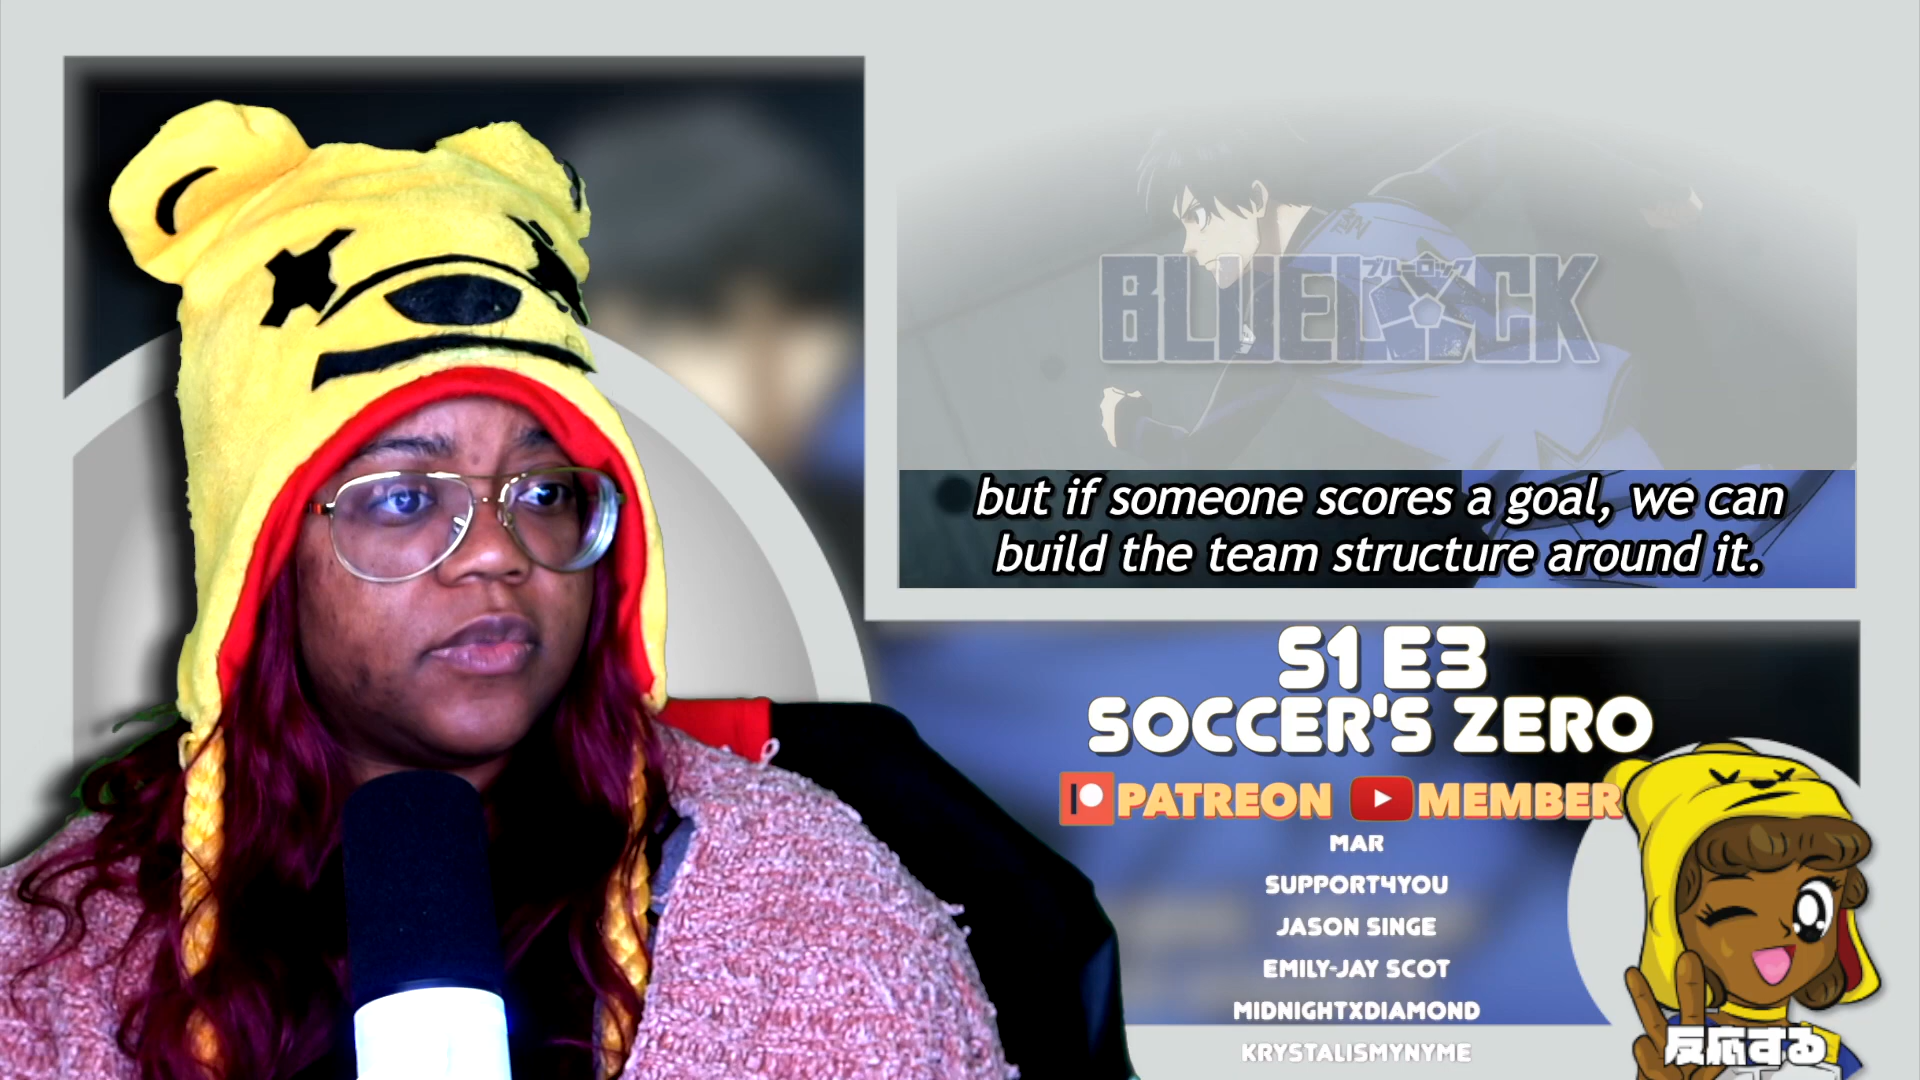 ブルーロック
BLUELOCK
but if someone scores a goal, we can
build the team structure around it.
S1 E3
SOCCER'S ZERO
PATREON MEMBER
MAR
SUPPORT4YOU
JASON SINGE
EMILY-JAY SCOT
MIDNIGHTXDIAMOND
KRYSTALISMYNYME
反応する